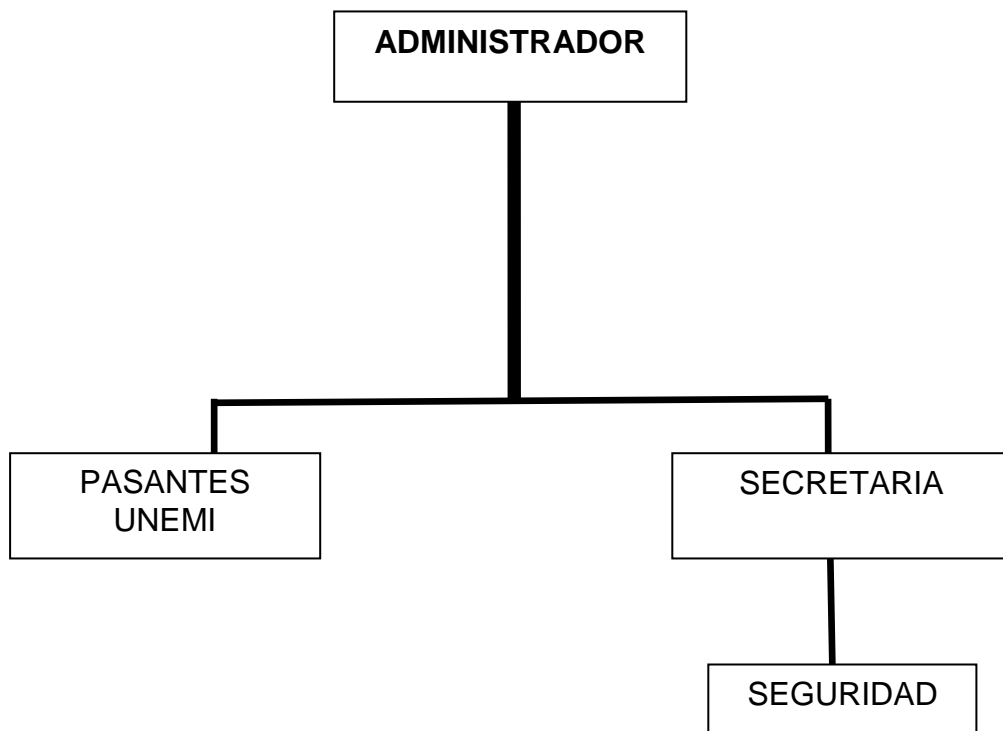 ADMINISTRADOR
PASANTES
UNEMI
SECRETARIA
SEGURIDAD